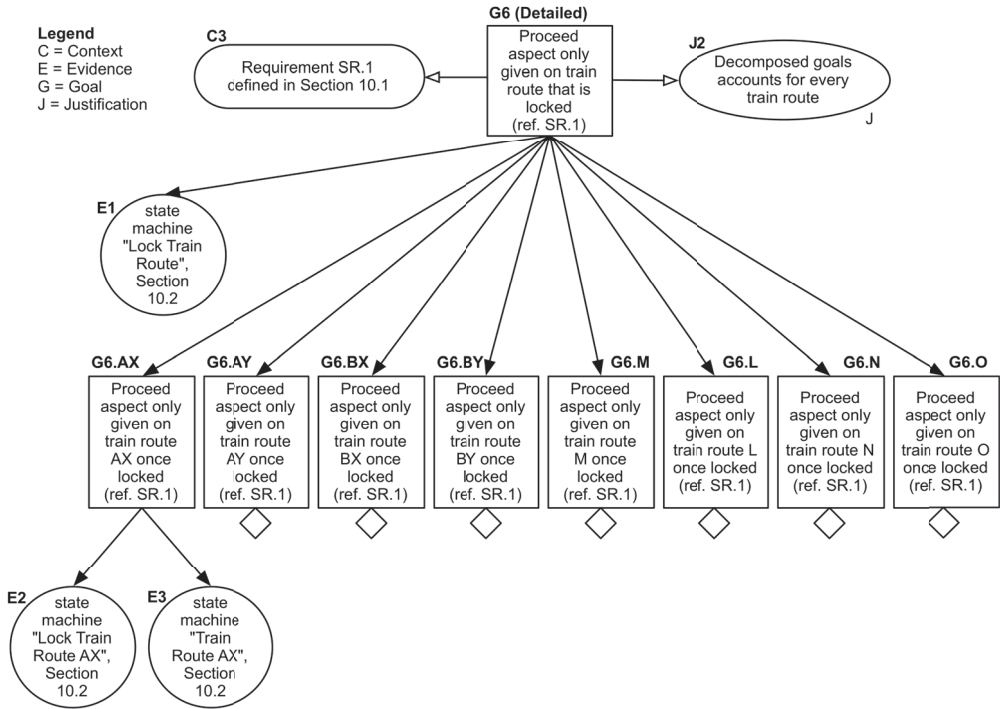 Legend
C = Context
E = Evidence
G = Goal
J = Justification
C3
Requirement SR.1
cefined in Section 10.1
G6 (Detailed)
Proceed
aspect only
given on train
route that is
locked
(ref. SR.1)
J2
Decomposed goals
accounts for every
train route
J
E1
state
machine
"Lock Train
Route",
Section
10.2
G6.AX
Proceed
aspect only
given on
train route
AX once
locked
(ref. SR.1)
G6.AY
Proceed
aspect only
given on
train route
AY once
locked
(ref. SR.1)
G6.BX
Proceed
aspect only
given on
train route
BX once
locked
(ref. SR.1)
G6.BY
Proceed
aspect only
given on
train route
BY once
locked
(ref. SR.1)
G6.M
Proceed
aspect only
given on
train route
M once
locked
(ref. SR.1)
G6.L
Proceed
aspect only
given on
train route L
once locked
(ref. SR.1)
G6.N
Proceed
aspect only
given on
train route N
once locked
(ref. SR.1)
G6.O
Proceed
aspect only
given on
train route O
once locked
(ref. SR.1)
E2
state
machine
"Lock Train
Route AX",
Section
10.2
E3
state
machine
"Train
Route AX",
Section
10.2